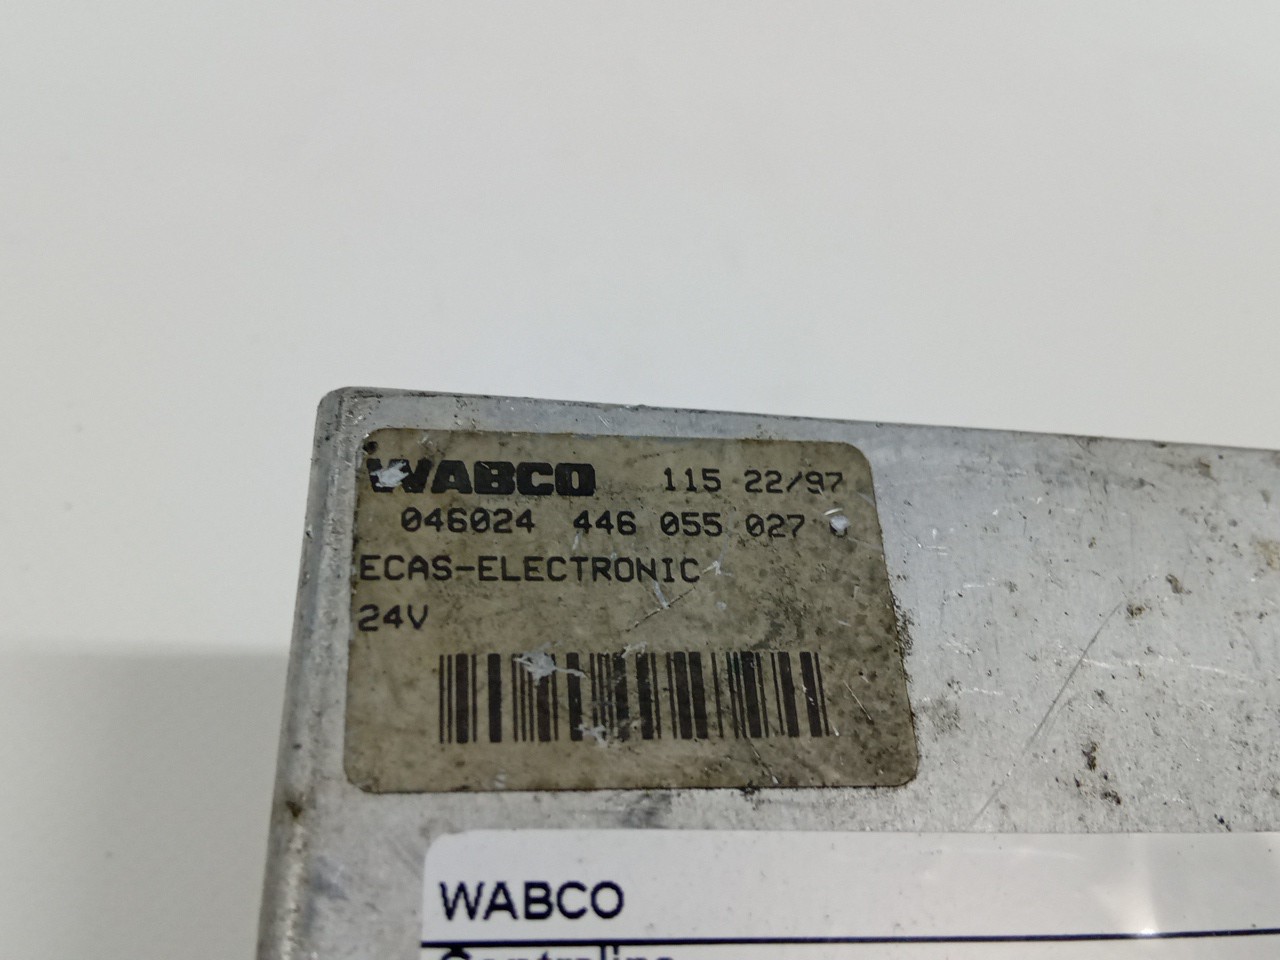 WABCO 115 22/97
046024 446 055 027
ECAS-ELECTRONIC
24V
WABCO